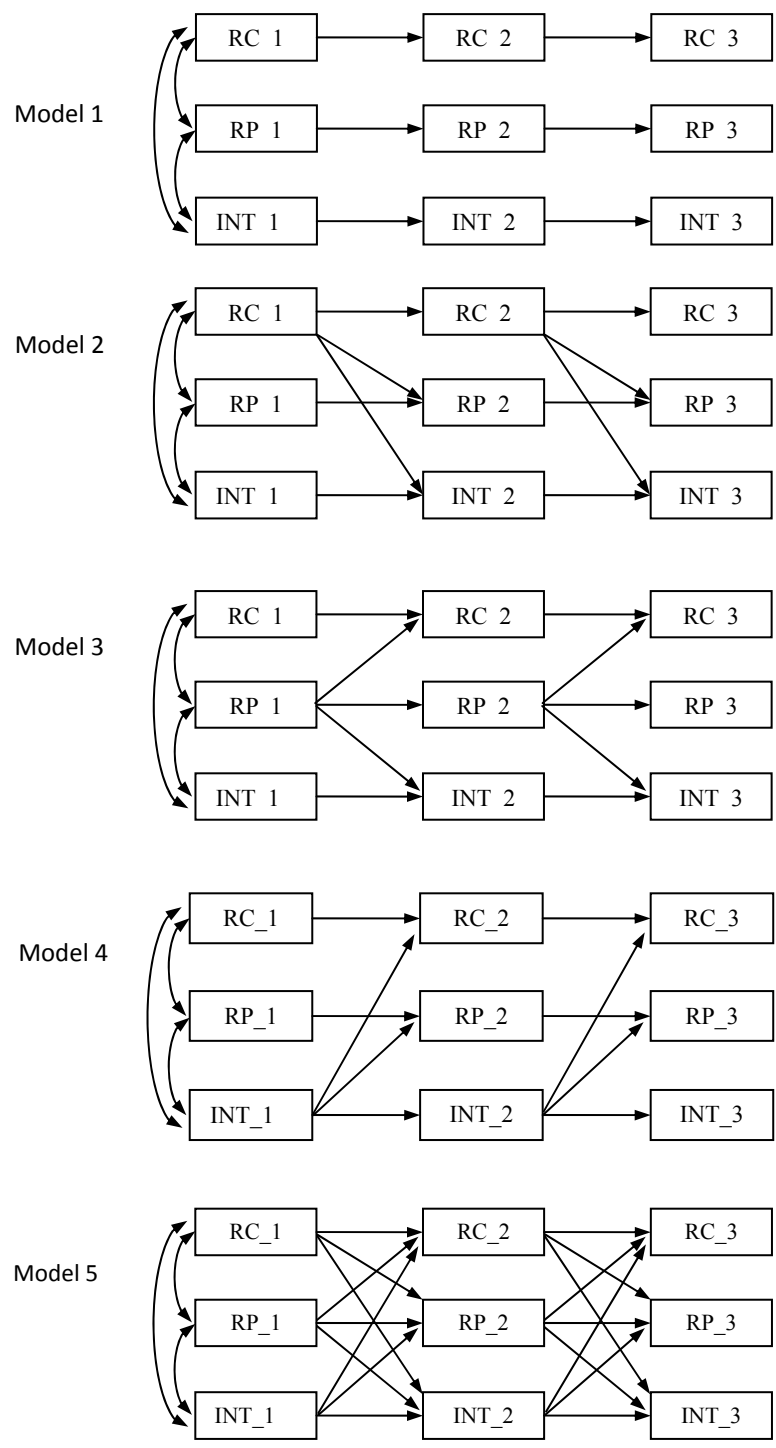 RC 1 RC 2 RC 3
Model 1
RP 1 RP 2 RP 3
INT 1 INT 2 INT 3
RC 1 RC 2 RC 3
Model 2
RP 1 RP 2 RP 3
INT 1 INT 2 INT 3
RC 1 RC 2 RC 3
Model 3
RP 1 RP 2 RP 3
INT 1 INT 2 INT 3
RC_1 RC_2 RC_3
Model 4
RP_1 RP_2 RP_3
INT_1 INT_2 INT_3
RC_1 RC_2 RC_3
Model 5
RP_1 RP_2 RP_3
INT_1 INT_2 INT_3